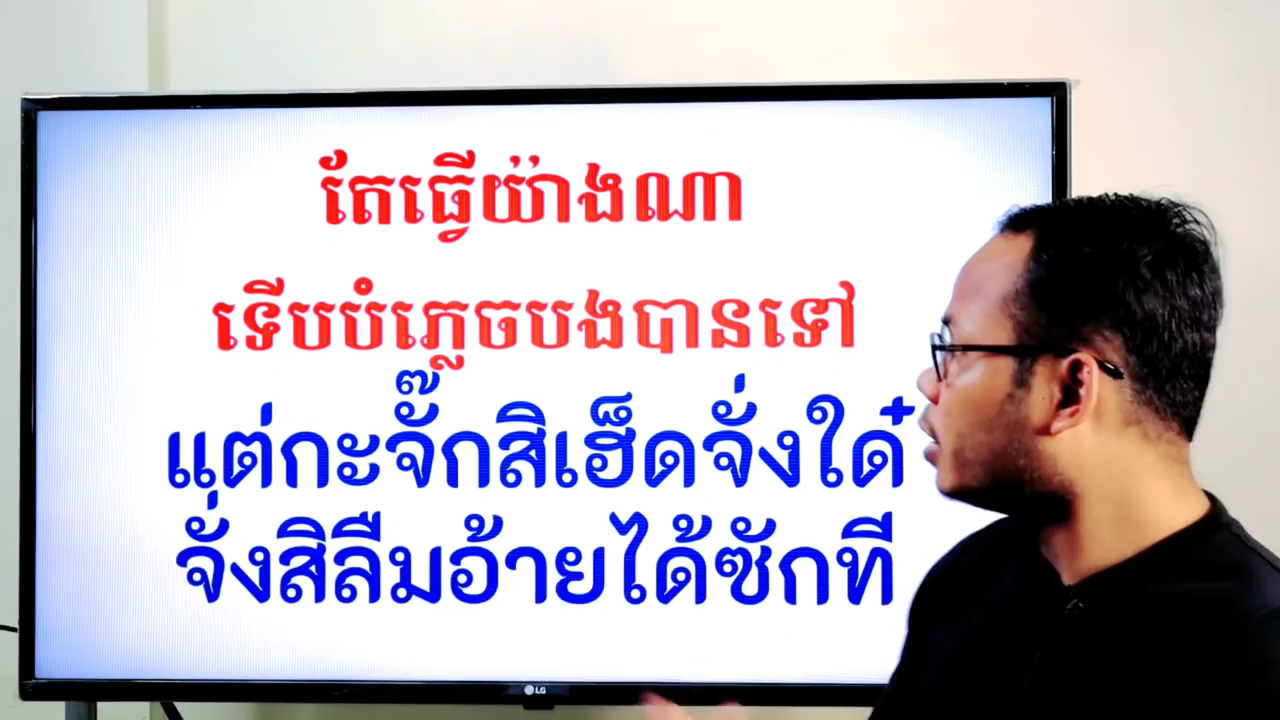 តែធ្វើយ៉ាងណា
ទើបបំភ្លេចបងបានទៅ
แต่กะจั๊กสิเฮ็ดจั่งใด๋
จั่งสิลืมอ้ายได้ซักที
LG